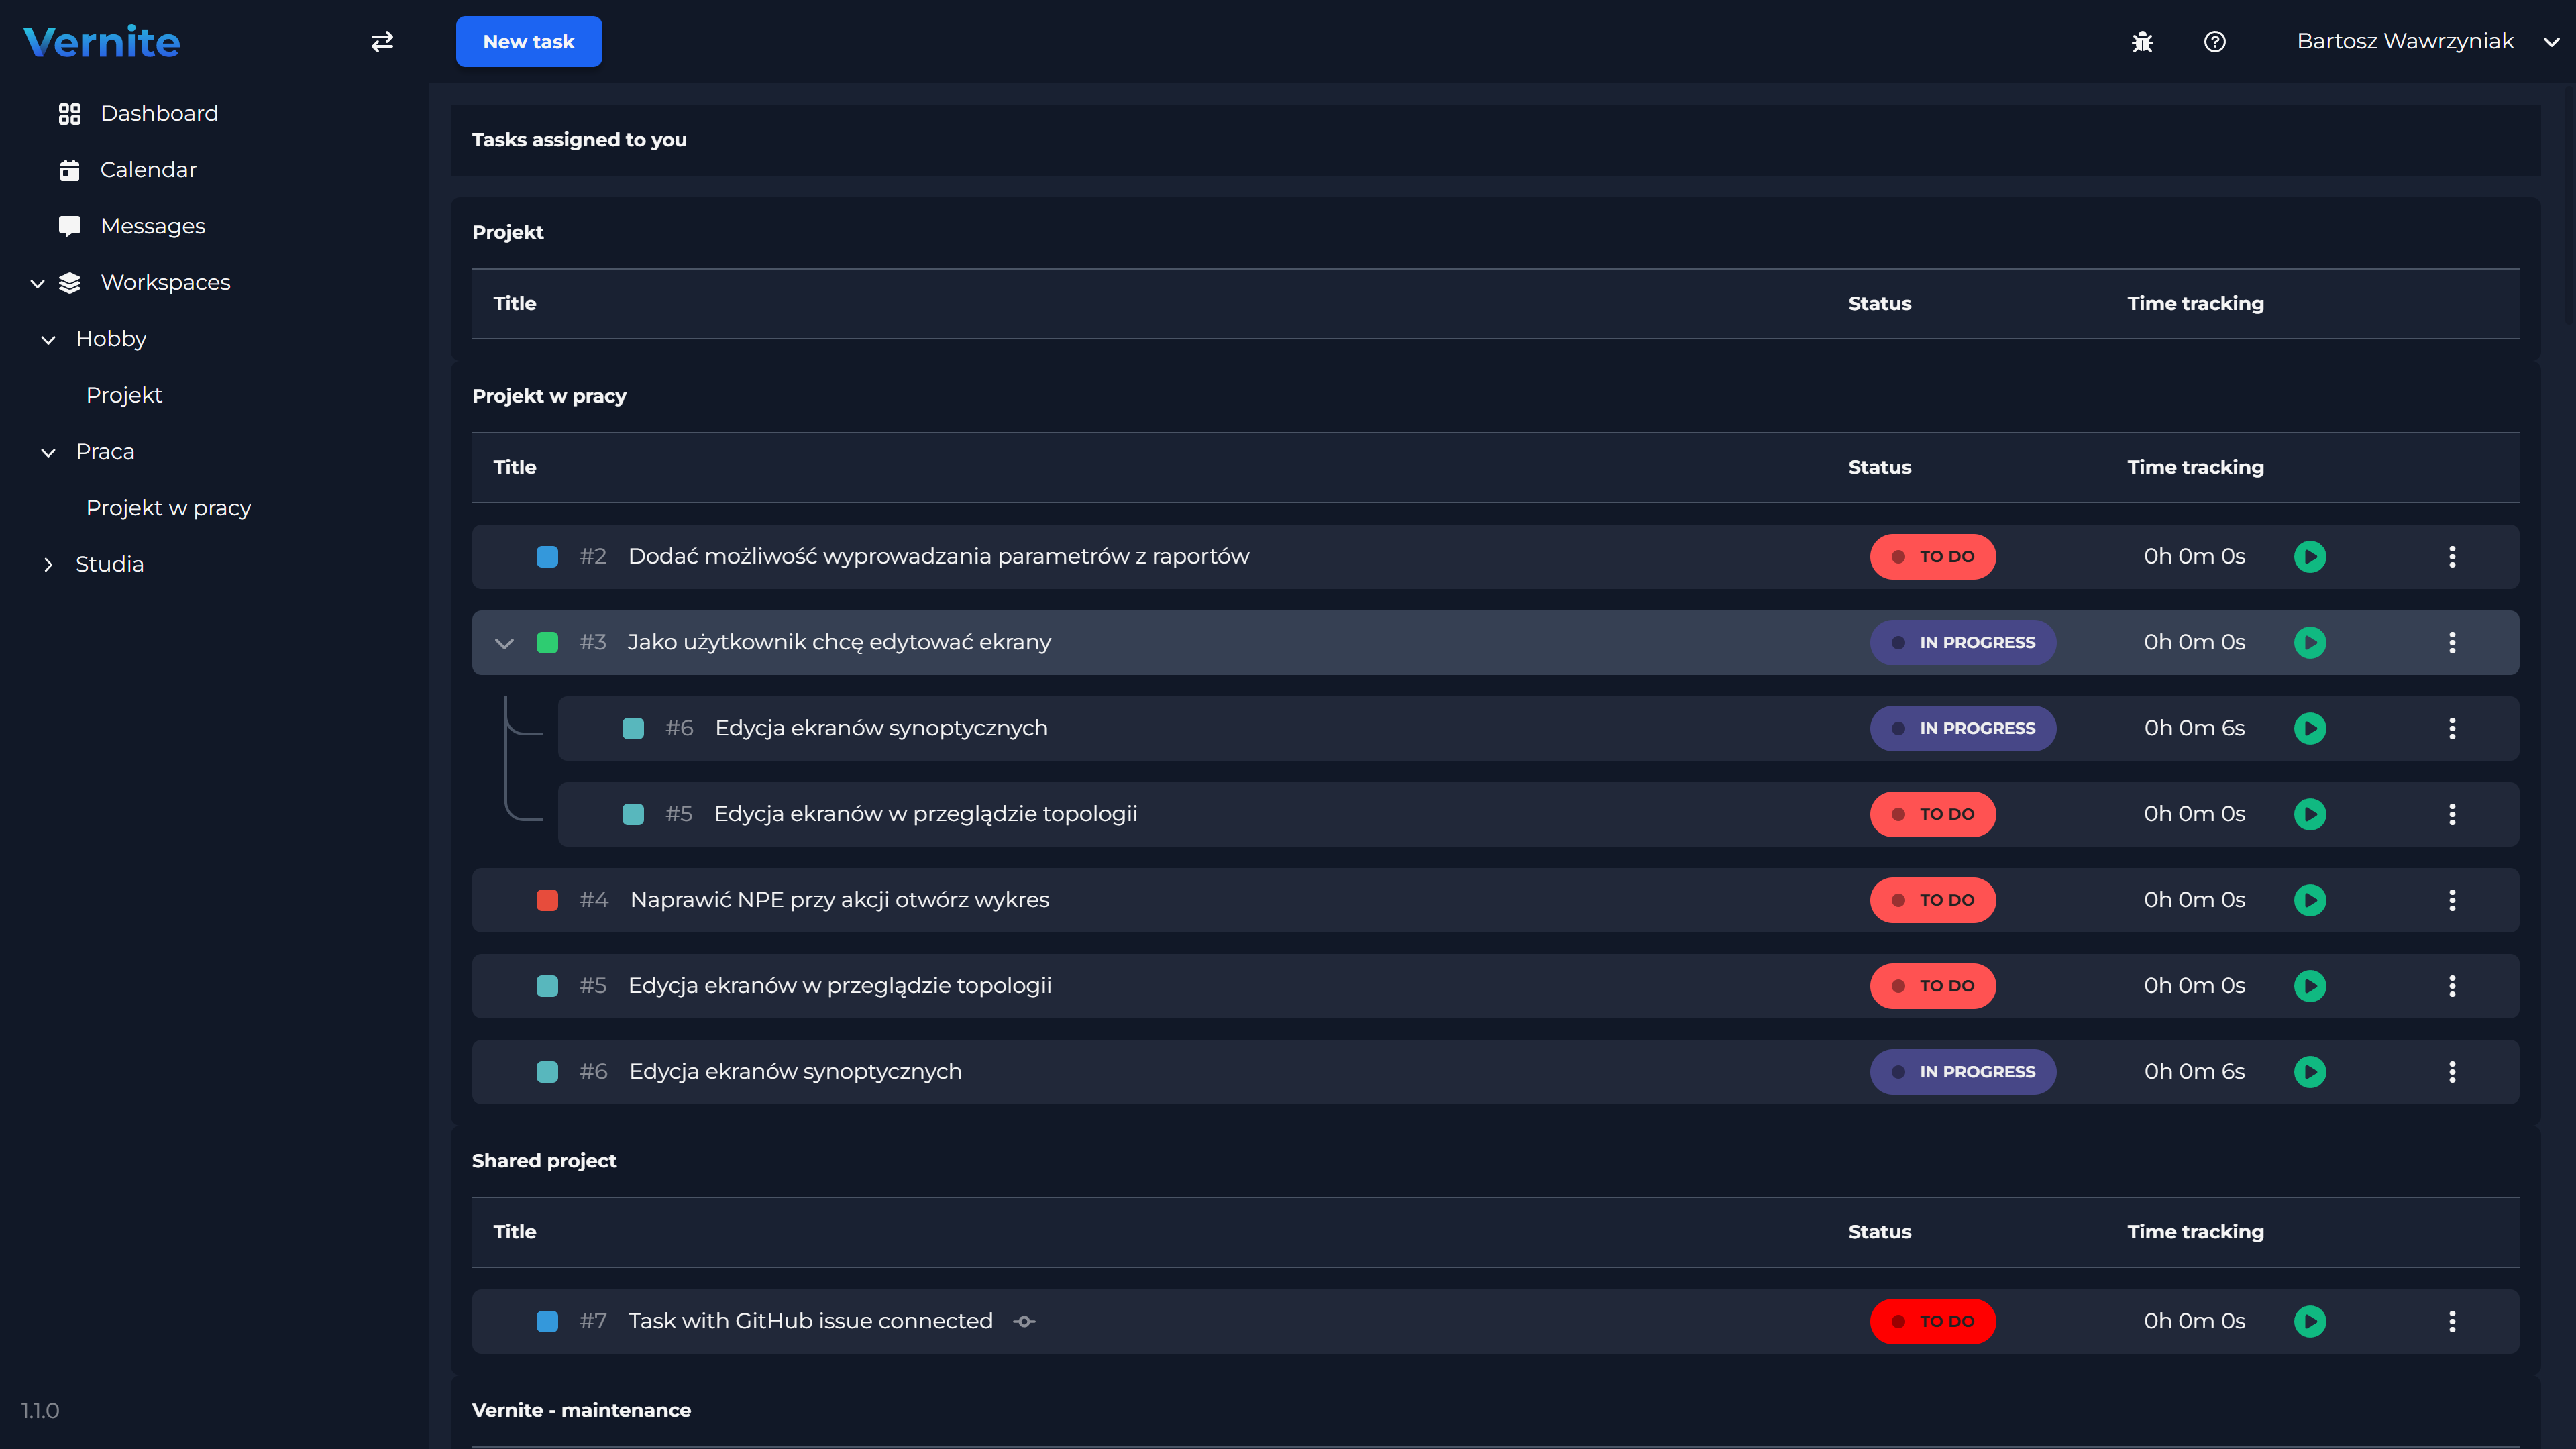 Vernite
New task
Bartosz Wawrzyniak
Dashboard
Calendar
Messages
Workspaces
Hobby
Projekt
Praca
Projekt w pracy
Studia
1.1.0
Tasks assigned to you
Projekt
Title Status Time tracking
Projekt w pracy
Title Status Time tracking
#2 Dodać możliwość wyprowadzania parametrów z raportów TO DO 0h 0m 0s
#3 Jako użytkownik chcę edytować ekrany IN PROGRESS 0h 0m 0s
#6 Edycja ekranów synoptycznych IN PROGRESS 0h 0m 6s
#5 Edycja ekranów w przeglądzie topologii TO DO 0h 0m 0s
#4 Naprawić NPE przy akcji otwórz wykres TO DO 0h 0m 0s
#5 Edycja ekranów w przeglądzie topologii TO DO 0h 0m 0s
#6 Edycja ekranów synoptycznych IN PROGRESS 0h 0m 6s
Shared project
Title Status Time tracking
#7 Task with GitHub issue connected TO DO 0h 0m 0s
Vernite - maintenance